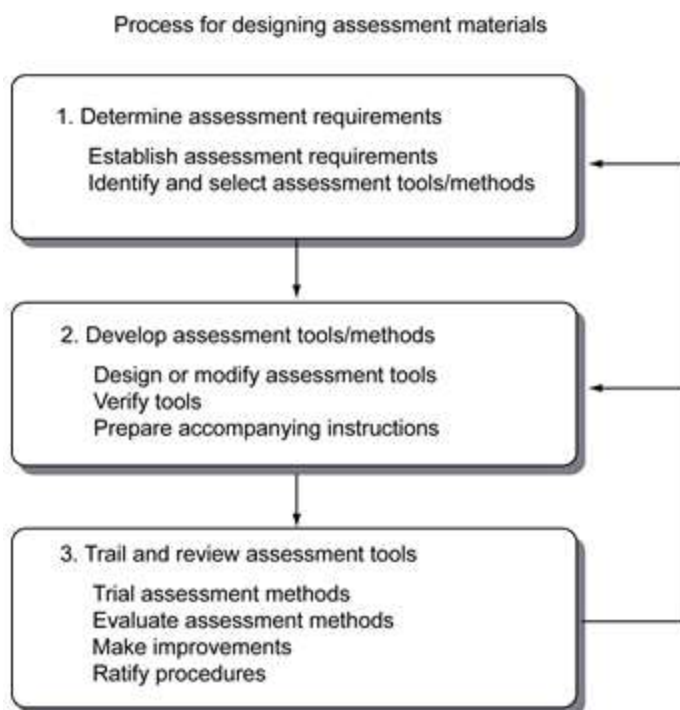 Process for designing assessment materials
1. Determine assessment requirements
Establish assessment requirements
Identify and select assessment tools/methods
2. Develop assessment tools/methods
Design or modify assessment tools
Verify tools
Prepare accompanying instructions
3. Trail and review assessment tools
Trial assessment methods
Evaluate assessment methods
Make improvements
Ratify procedures